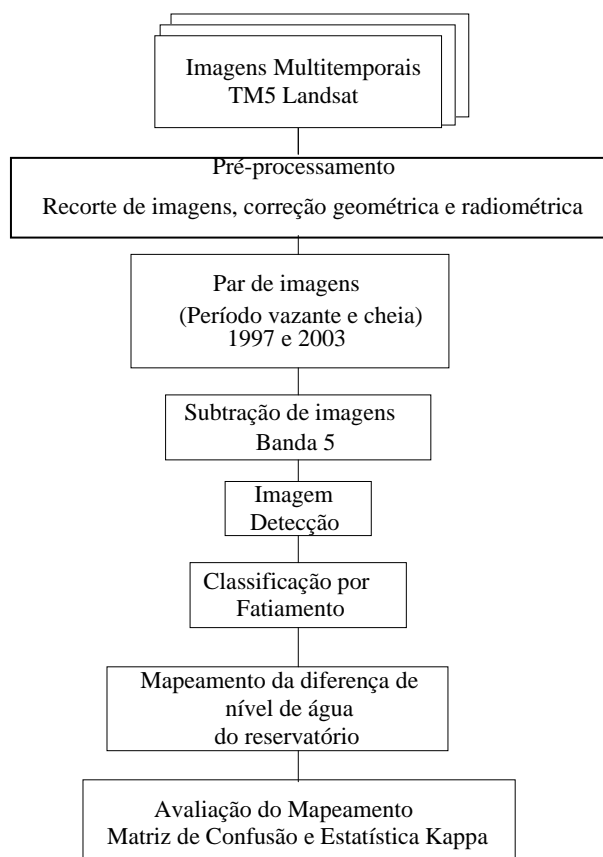 Imagens Multitemporais
TM5 Landsat
Pré-processamento
Recorte de imagens, correção geométrica e radiométrica
Par de imagens
(Período vazante e cheia)
1997 e 2003
Subtração de imagens
Banda 5
Imagem
Detecção
Classificação por
Fatiamento
Mapeamento da diferença de
nível de água
do reservatório
Avaliação do Mapeamento
Matriz de Confusão e Estatística Kappa